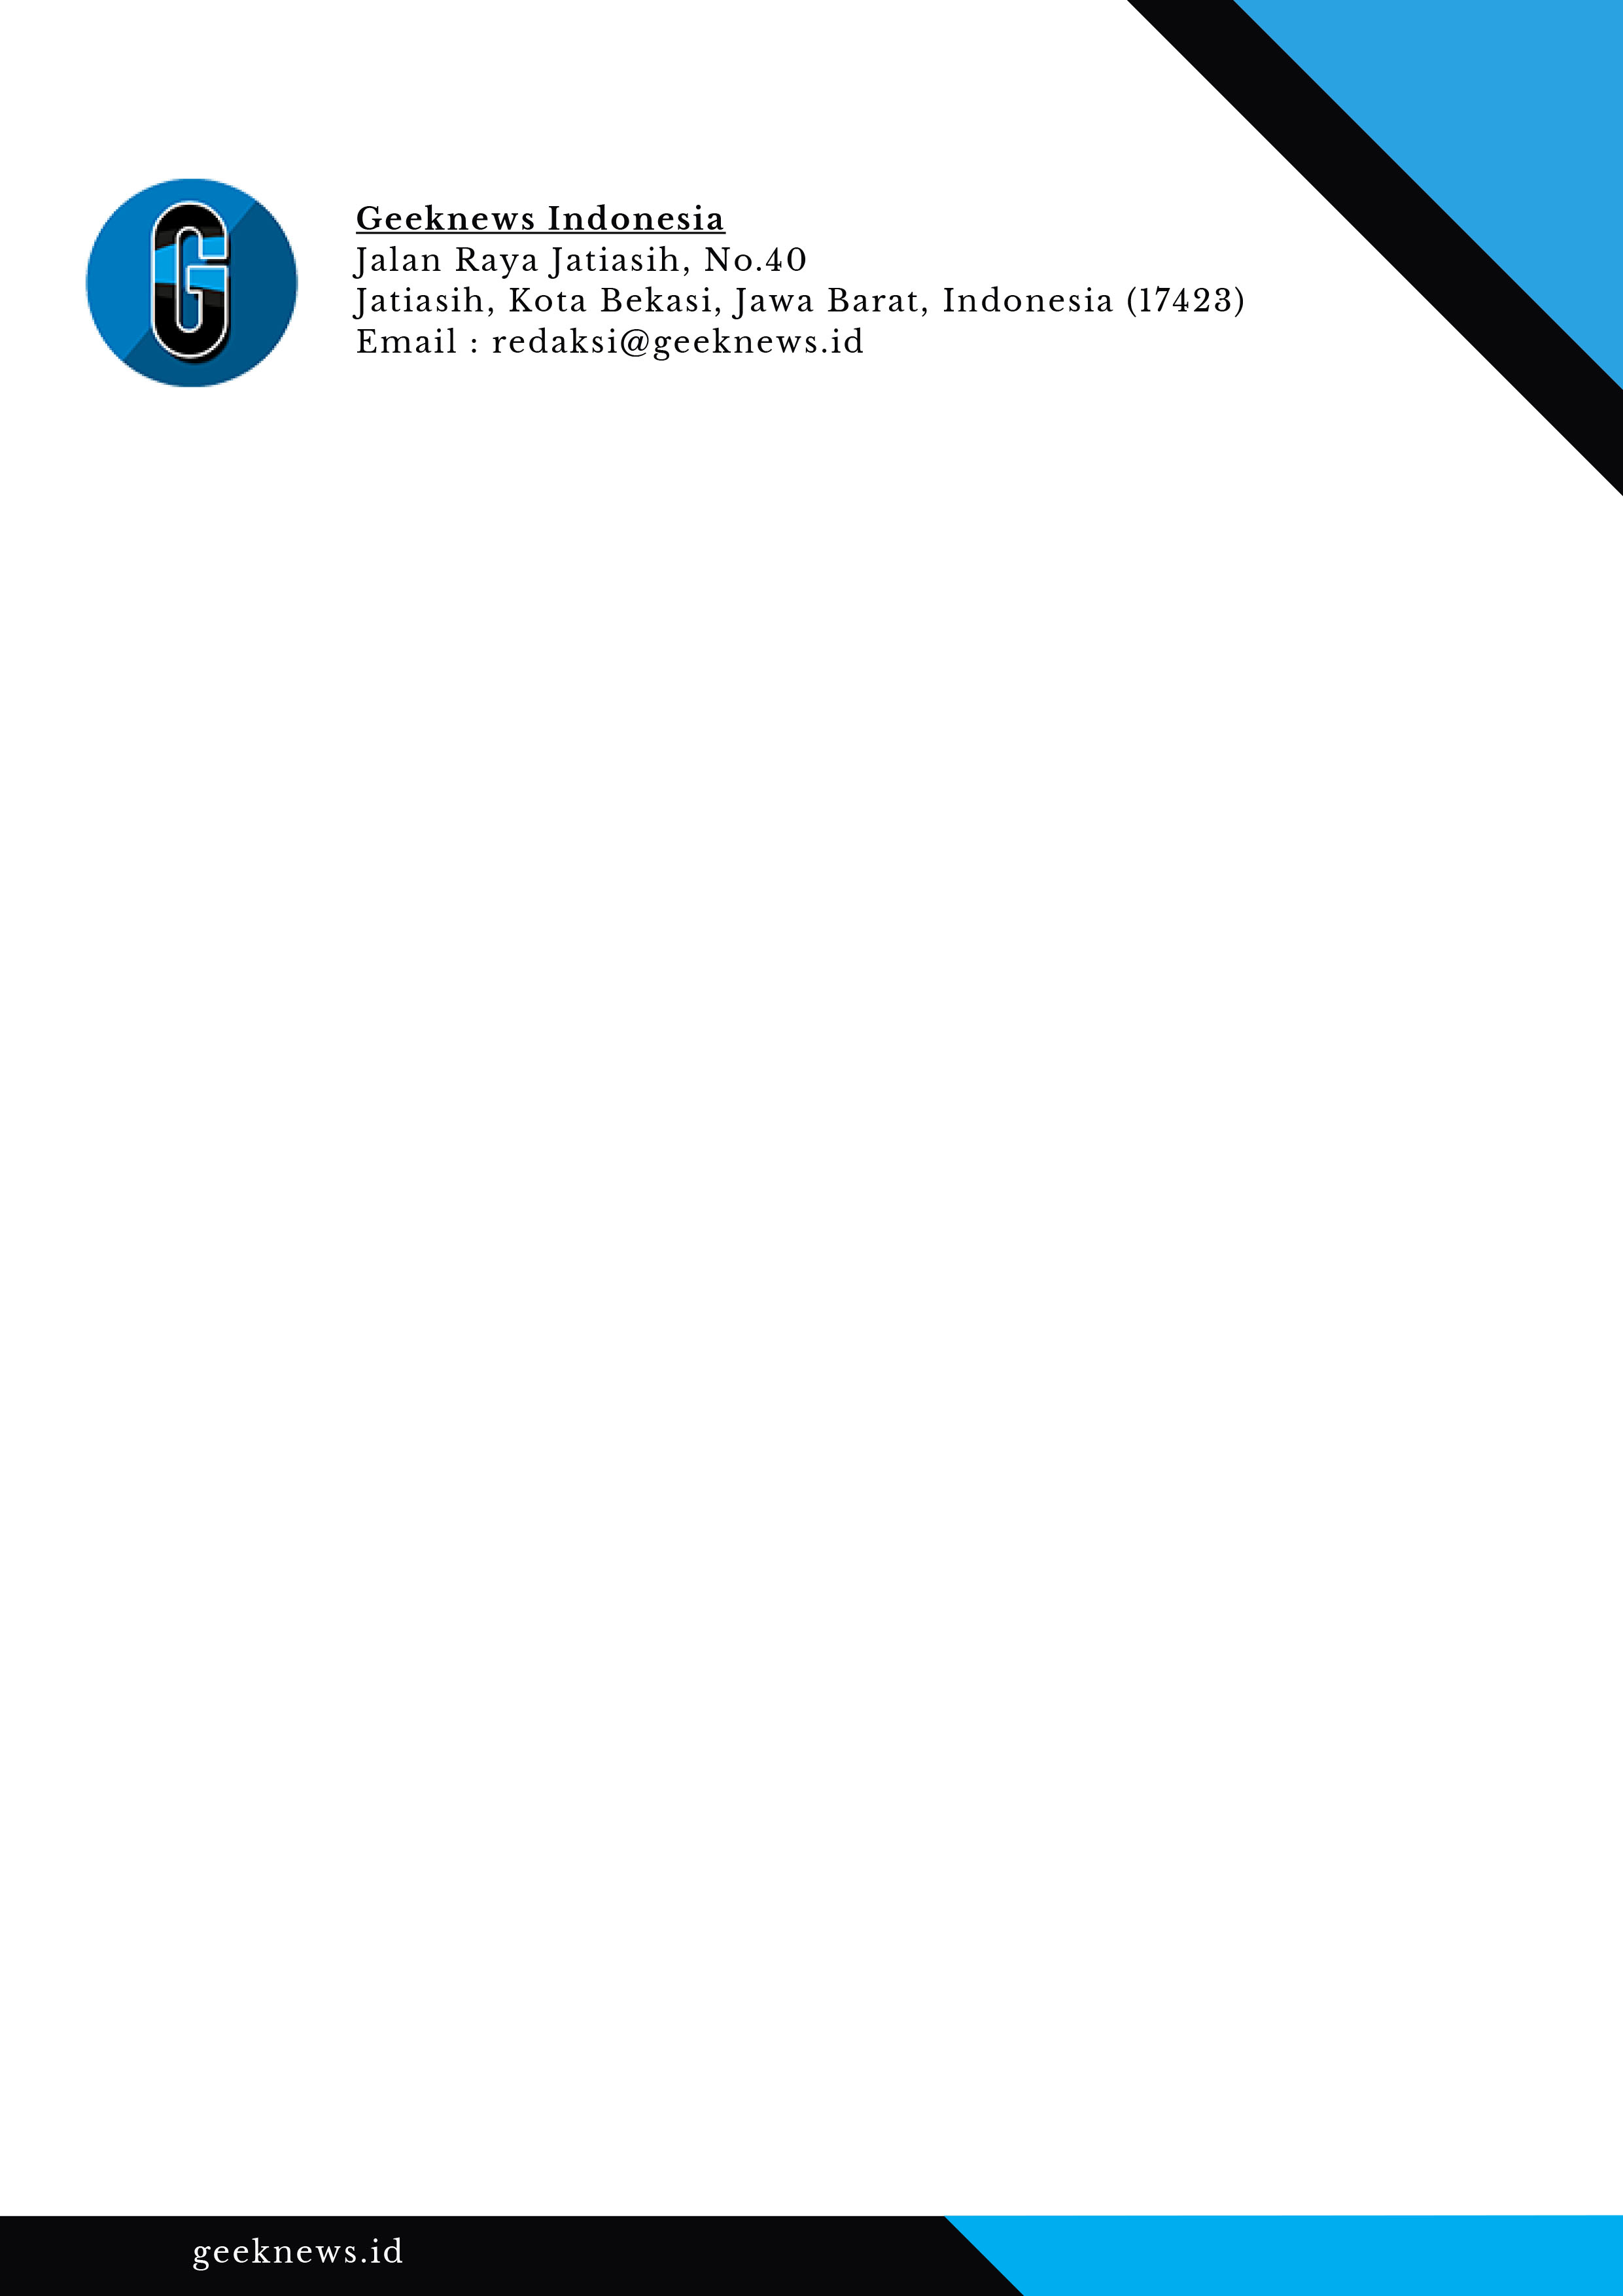 G
Geeknews Indonesia
Jalan Raya Jatiasih, No.40
Jatiasih, Kota Bekasi, Jawa Barat, Indonesia (17423)
Email : redaksi@geeknews.id
geeknews.id